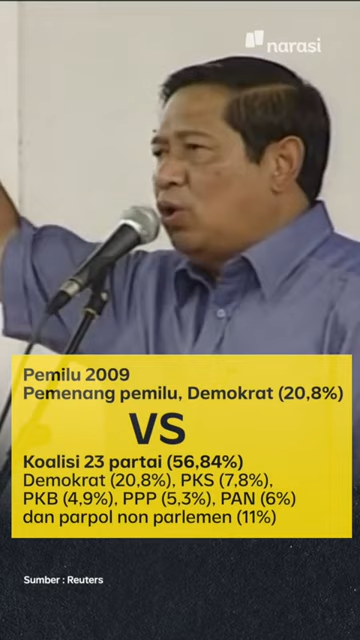 narasi
Pemilu 2009
Pemenang pemilu, Demokrat (20,8%)
VS
Koalisi 23 partai (56,84%)
Demokrat (20,8%), PKS (7,8%),
PKB (4,9%), PPP (5,3%), PAN (6%)
dan parpol non parlemen (11%)
Sumber : Reuters